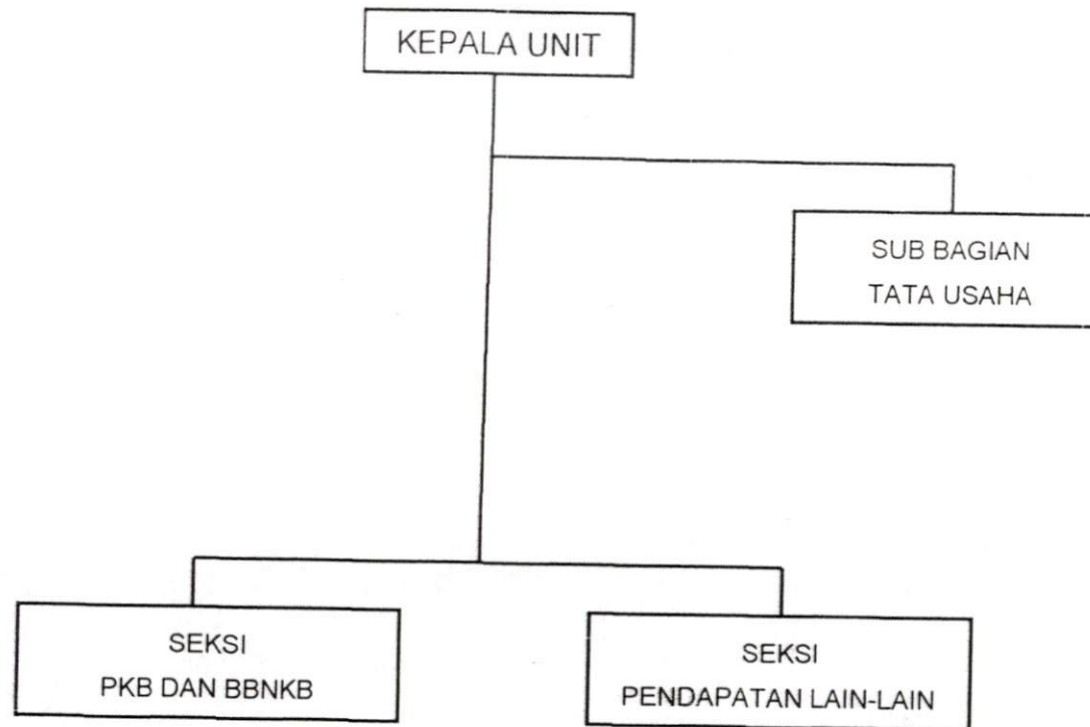 KEPALA UNIT
SUB BAGIAN
TATA USAHA
SEKSI
PKB DAN BBNKB
SEKSI
PENDAPATAN LAIN-LAIN